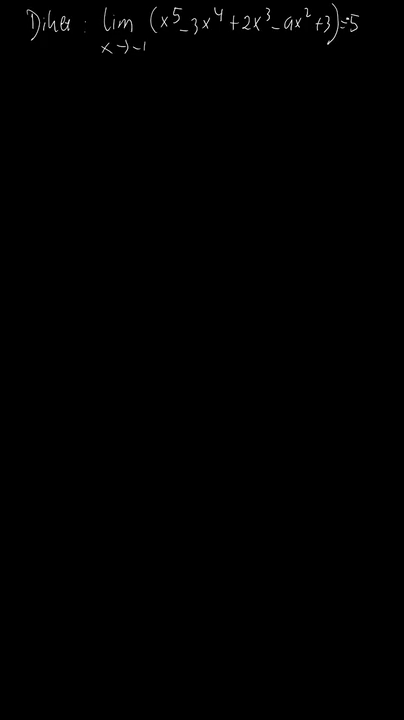 Diket : lim (x⁵ - 3x⁴ + 2x³ - ax² + 3) = 5
x → -1